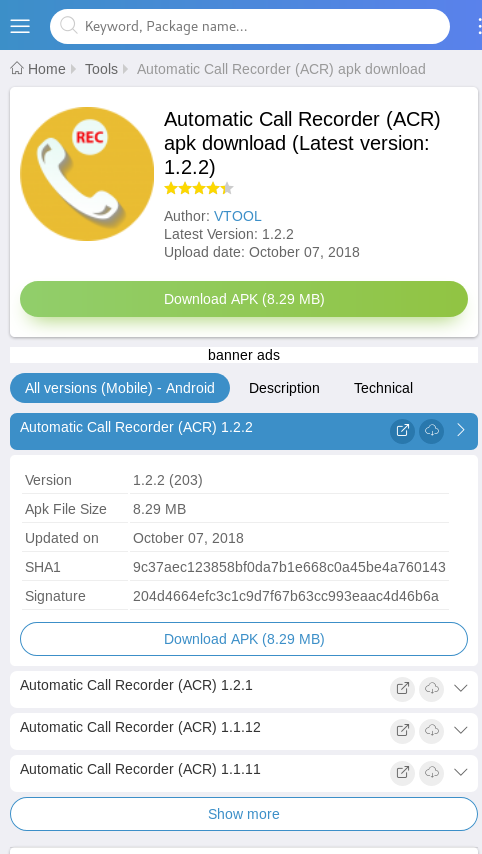 Keyword, Package name...
Home Tools Automatic Call Recorder (ACR) apk download
REC
Automatic Call Recorder (ACR)
apk download (Latest version:
1.2.2)
Author: VTOOL
Latest Version: 1.2.2
Upload date: October 07, 2018
Download APK (8.29 MB)
banner ads
All versions (Mobile) - Android Description Technical
Automatic Call Recorder (ACR) 1.2.2
Version 1.2.2 (203)
Apk File Size 8.29 MB
Updated on October 07, 2018
SHA1 9c37aec123858bf0da7b1e668c0a45be4a760143
Signature 204d4664efc3c1c9d7f67b63cc993eaac4d46b6a
Download APK (8.29 MB)
Automatic Call Recorder (ACR) 1.2.1
Automatic Call Recorder (ACR) 1.1.12
Automatic Call Recorder (ACR) 1.1.11
Show more